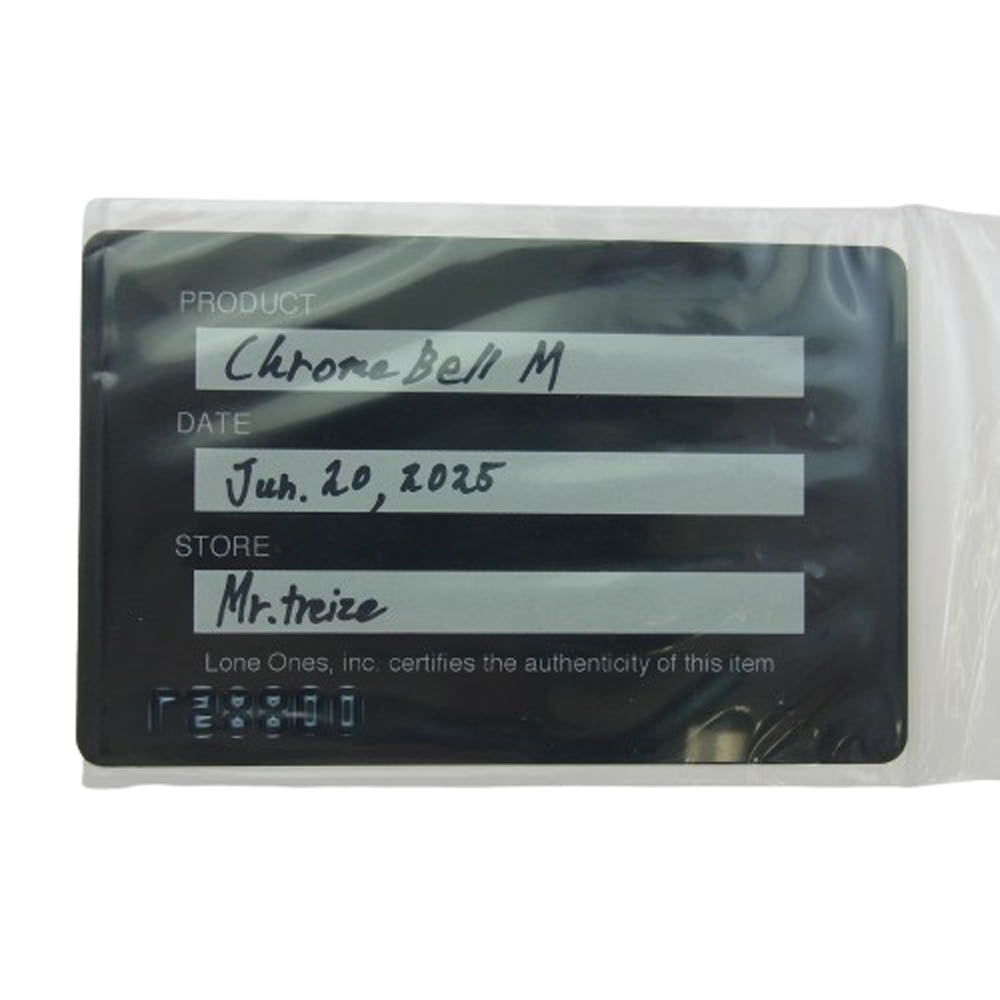 PRODUCT
Chrome Bell M
DATE
Jun. 20, 2025
STORE
Mr.treize
Lone Ones, inc. certifies the authenticity of this item